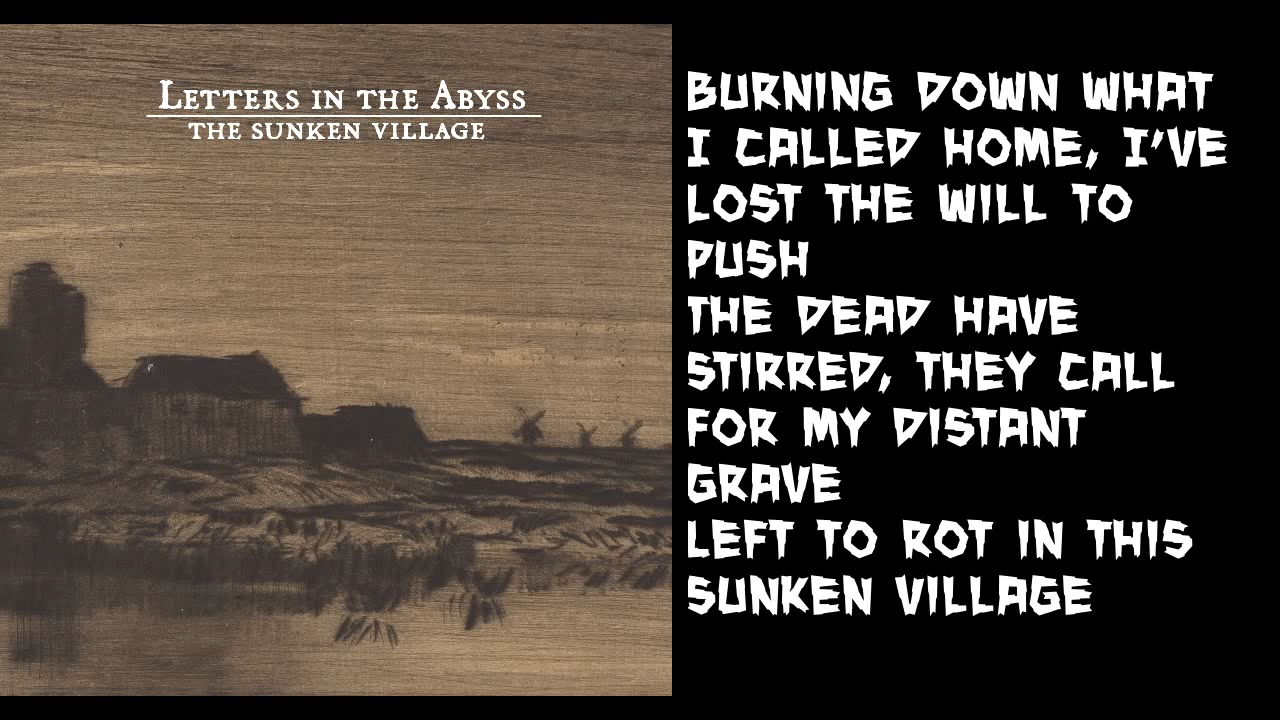 Letters in the Abyss
the sunken village
BURNING DOWN WHAT
I CALLED HOME, I'VE
LOST THE WILL TO
PUSH
THE DEAD HAVE
STIRRED, THEY CALL
FOR MY DISTANT
GRAVE
LEFT TO ROT IN THIS
SUNKEN VILLAGE